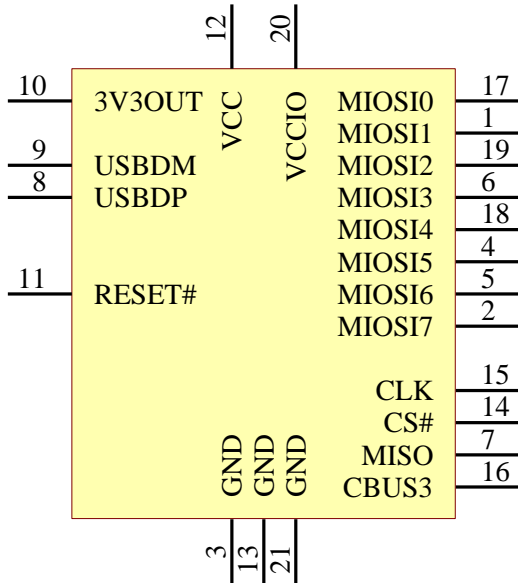 12
20
VCC
VCCIO
10 3V3OUT
9 USBDM
8 USBDP
11 RESET#
MIOSI0 17
MIOSI1 1
MIOSI2 19
MIOSI3 6
MIOSI4 18
MIOSI5 4
MIOSI6 5
MIOSI7 2
CLK 15
CS# 14
MISO 7
CBUS3 16
GND
GND
GND
3
13
21